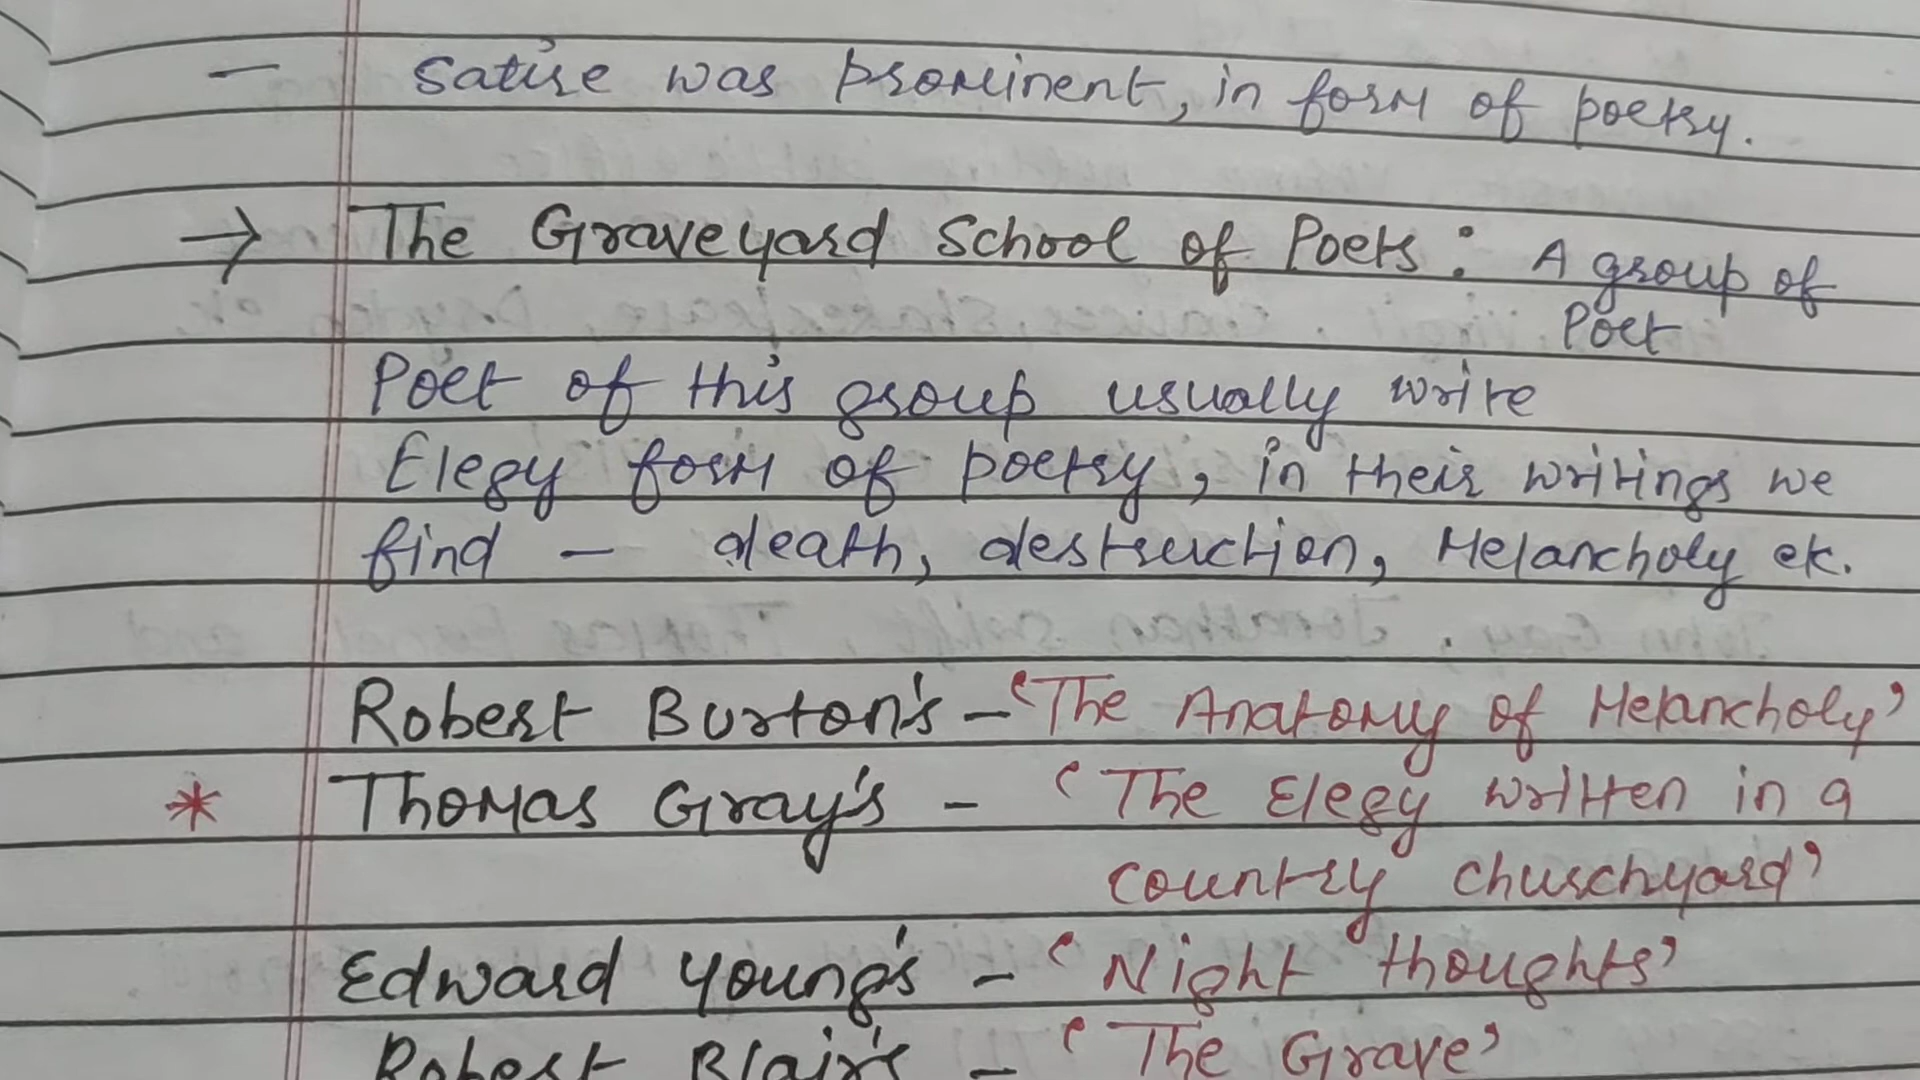 — Satire was prominent, in form of poetry.
→ The Graveyard School of Poets : A group of
Poet
Poet of this group usually write
Elegy form of poetry, in their writings we
find — death, destruction, Melancholy etc.
Robert Burton's – 'The Anatomy of Melancholy'
* Thomas Gray's – 'The Elegy written in a
country churchyard'
Edward Young's – 'Night thoughts'
Robert Blair's – 'The Grave'